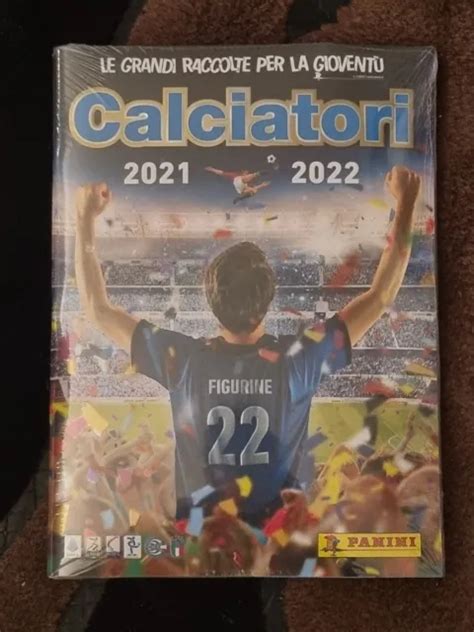 LE GRANDI RACCOLTE PER LA GIOVENTÙ
Calciatori
2021 2022
FIGURINE
22
PANINI